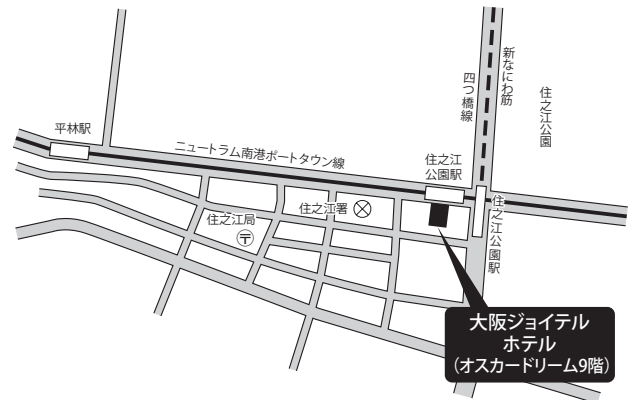 平林駅
ニュートラム南港ポートタウン線
住之江
公園駅
四つ橋線
新なにわ筋
住之江公園
住之江署
住之江局
〒
住之江公園駅
大阪ジョイテル
ホテル
(オスカードリーム9階)